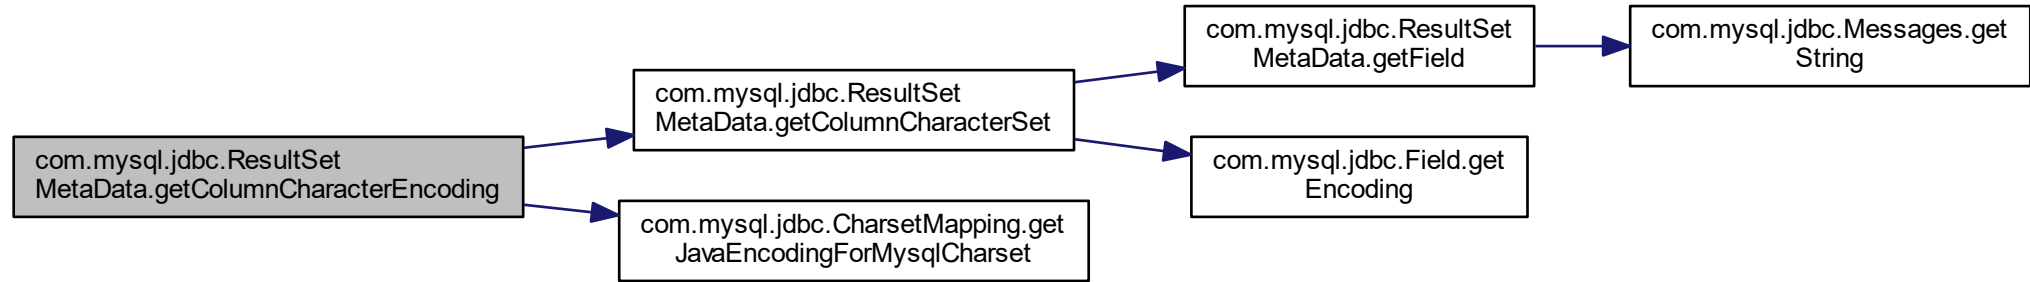 com.mysql.jdbc.ResultSet
MetaData.getColumnCharacterEncoding
com.mysql.jdbc.ResultSet
MetaData.getColumnCharacterSet
com.mysql.jdbc.ResultSet
MetaData.getField
com.mysql.jdbc.Messages.get
String
com.mysql.jdbc.Field.get
Encoding
com.mysql.jdbc.CharsetMapping.get
JavaEncodingForMysqlCharset